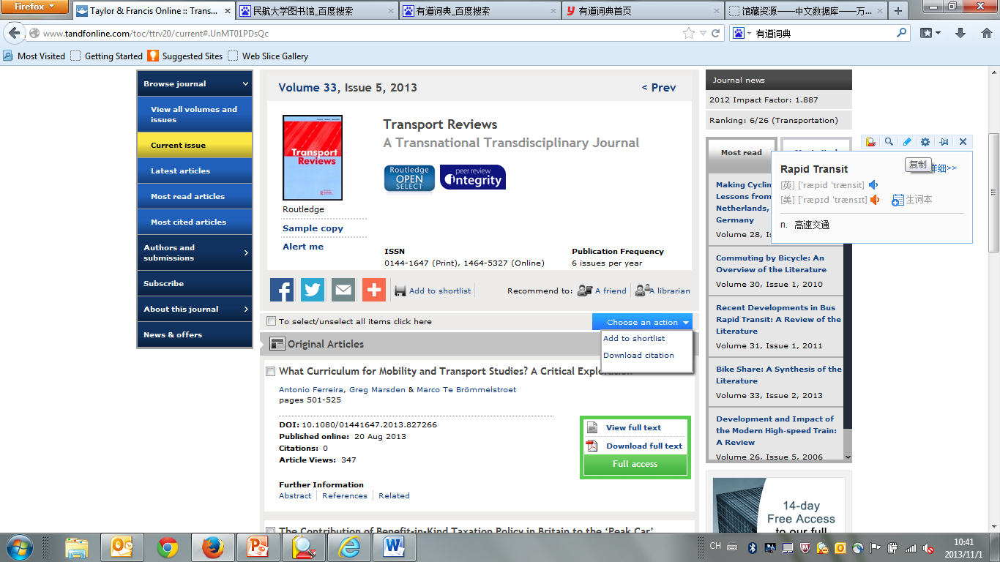 Firefox
Taylor & Francis Online :: Trans...
民航大学图书馆_百度搜索
有道词典_百度搜索
有道词典首页
馆藏资源——中文数据库——万...
www.tandfonline.com/toc/ttrv20/current#.UnMT01PDsQc
有道词典
Most Visited
Getting Started
Suggested Sites
Web Slice Gallery
Browse journal
View all volumes and
issues
Current issue
Latest articles
Most read articles
Most cited articles
Authors and
submissions
Subscribe
About this journal
News & offers
Volume 33, Issue 5, 2013
< Prev
Transport
Reviews
Transport Reviews
A Transnational Transdisciplinary Journal
Routledge
OPEN
SELECT
peer review
integrity
Routledge
Sample copy
Alert me
ISSN
0144-1647 (Print), 1464-5327 (Online)
Publication Frequency
6 issues per year
Add to shortlist
Recommend to:
A friend
A librarian
To select/unselect all items click here
Choose an action
Add to shortlist
Download citation
Original Articles
What Curriculum for Mobility and Transport Studies? A Critical Exploration
Antonio Ferreira, Greg Marsden & Marco Te Brömmelstroet
pages 501-525
DOI: 10.1080/01441647.2013.827266
Published online: 20 Aug 2013
Citations: 0
Article Views: 347
View full text
Download full text
Full access
Further Information
Abstract
References
Related
The Contribution of Benefit-in-Kind Taxation Policy in Britain to the ‘Peak Car’
Journal news
2012 Impact Factor: 1.887
Ranking: 6/26 (Transportation)
Most read
Making Cyclin
Lessons from
Netherlands,
Germany
Volume 28, Is
Commuting by Bicycle: An
Overview of the Literature
Volume 30, Issue 1, 2010
Recent Developments in Bus
Rapid Transit: A Review of the
Literature
Volume 31, Issue 1, 2011
Bike Share: A Synthesis of the
Literature
Volume 33, Issue 2, 2013
Development and Impact of
the Modern High-speed Train:
A Review
Volume 26, Issue 5, 2006
14-day
Free Access
to our full
Rapid Transit
复制
详细>>
[英] ['ræpid 'trænsit]
[美] ['ræpɪd 'trænsɪt]
生词本
n. 高速交通
CH
10:41
2013/11/1